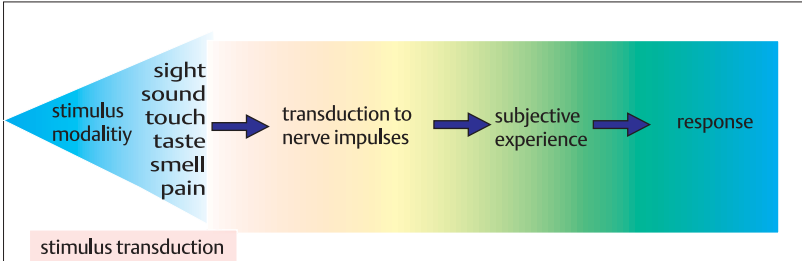 stimulus
modalitiy
sight
sound
touch
taste
smell
pain
transduction to
nerve impulses
subjective
experience
response
stimulus transduction